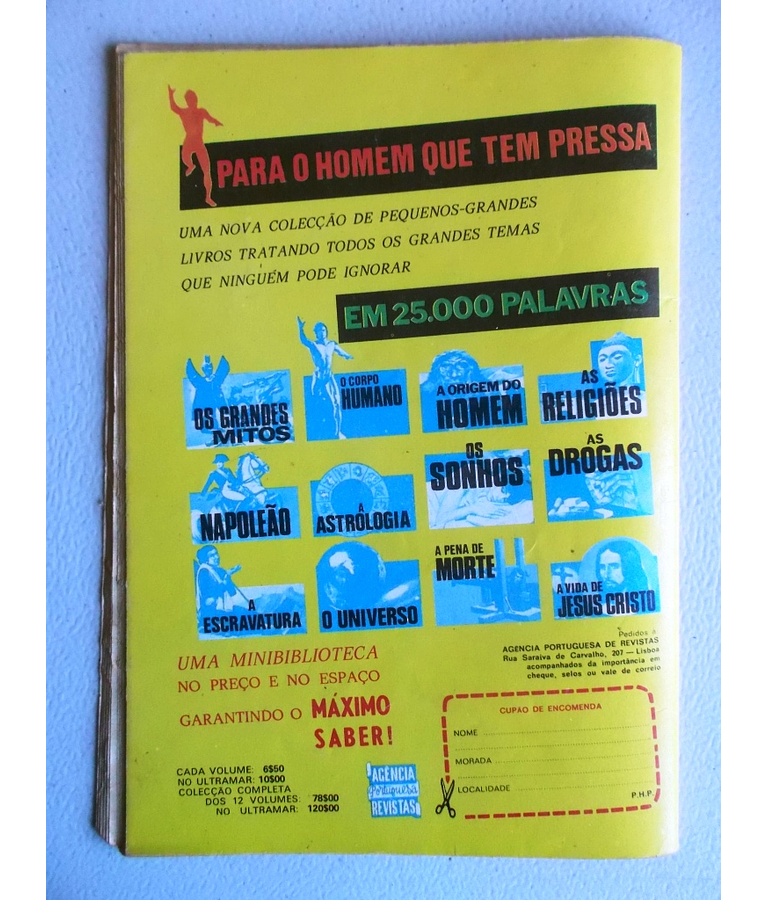 PARA O HOMEM QUE TEM PRESSA
UMA NOVA COLECÇÃO DE PEQUENOS-GRANDES
LIVROS TRATANDO TODOS OS GRANDES TEMAS
QUE NINGUÉM PODE IGNORAR
EM 25.000 PALAVRAS
OS GRANDES
MITOS
O CORPO
HUMANO
A ORIGEM DO
HOMEM
AS
RELIGIÕES
NAPOLEÃO
A
ASTROLOGIA
OS
SONHOS
AS
DROGAS
A
ESCRAVATURA
O UNIVERSO
A PENA DE
MORTE
A VIDA DE
JESUS CRISTO
UMA MINIBIBLIOTECA
NO PREÇO E NO ESPAÇO
GARANTINDO O MÁXIMO
SABER!
Pedidos à
AGENCIA PORTUGUESA DE REVISTAS
Rua Saraiva de Carvalho, 207 — Lisboa
acompanhados da importância em
cheque, selos ou vale de correio
CADA VOLUME: 6$50
NO ULTRAMAR: 10$00
COLECÇÃO COMPLETA
DOS 12 VOLUMES: 78$00
NO ULTRAMAR: 120$00
AGÊNCIA
Portuguesa
REVISTAS
CUPÃO DE ENCOMENDA
NOME
MORADA
LOCALIDADE
P.H.P.